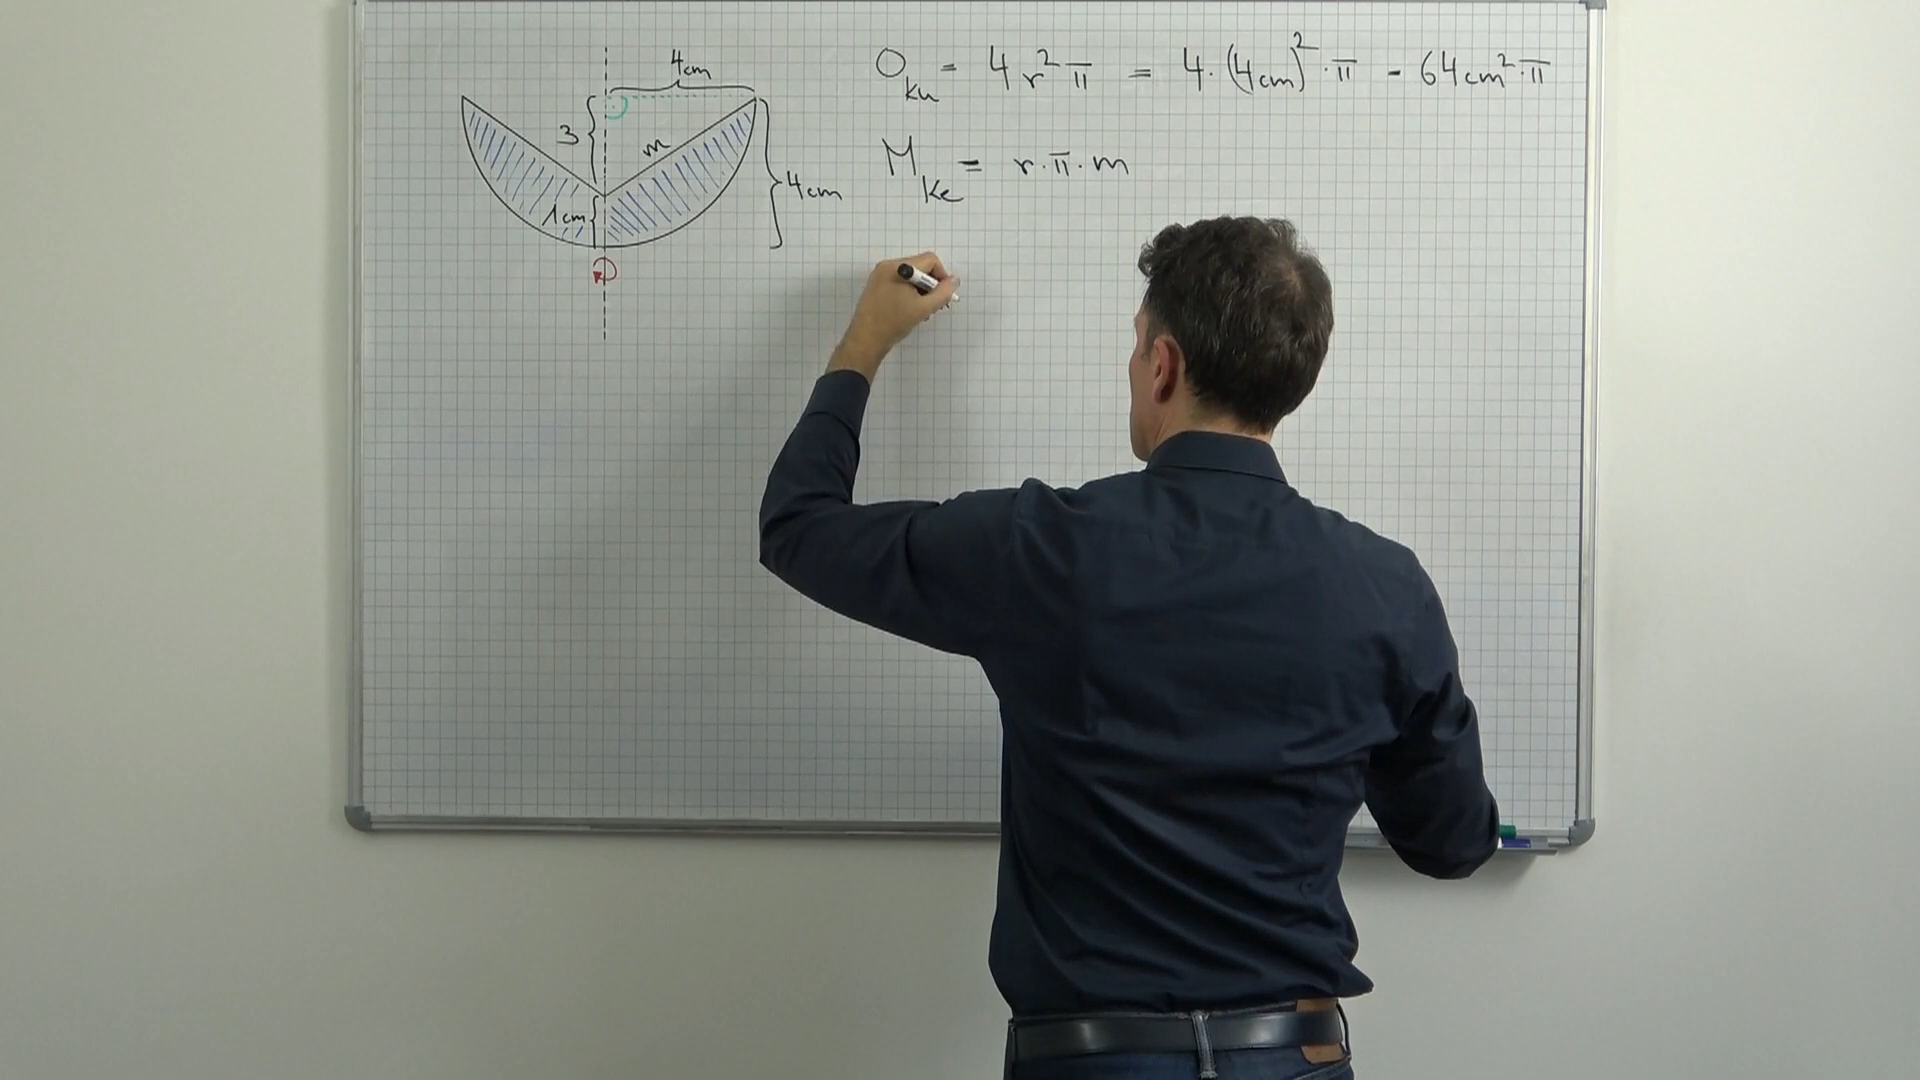 4cm
3
m
4cm
1cm
O_Ku = 4r²π = 4·(4cm)²·π = 64cm²·π
M_Ke = r·π·m